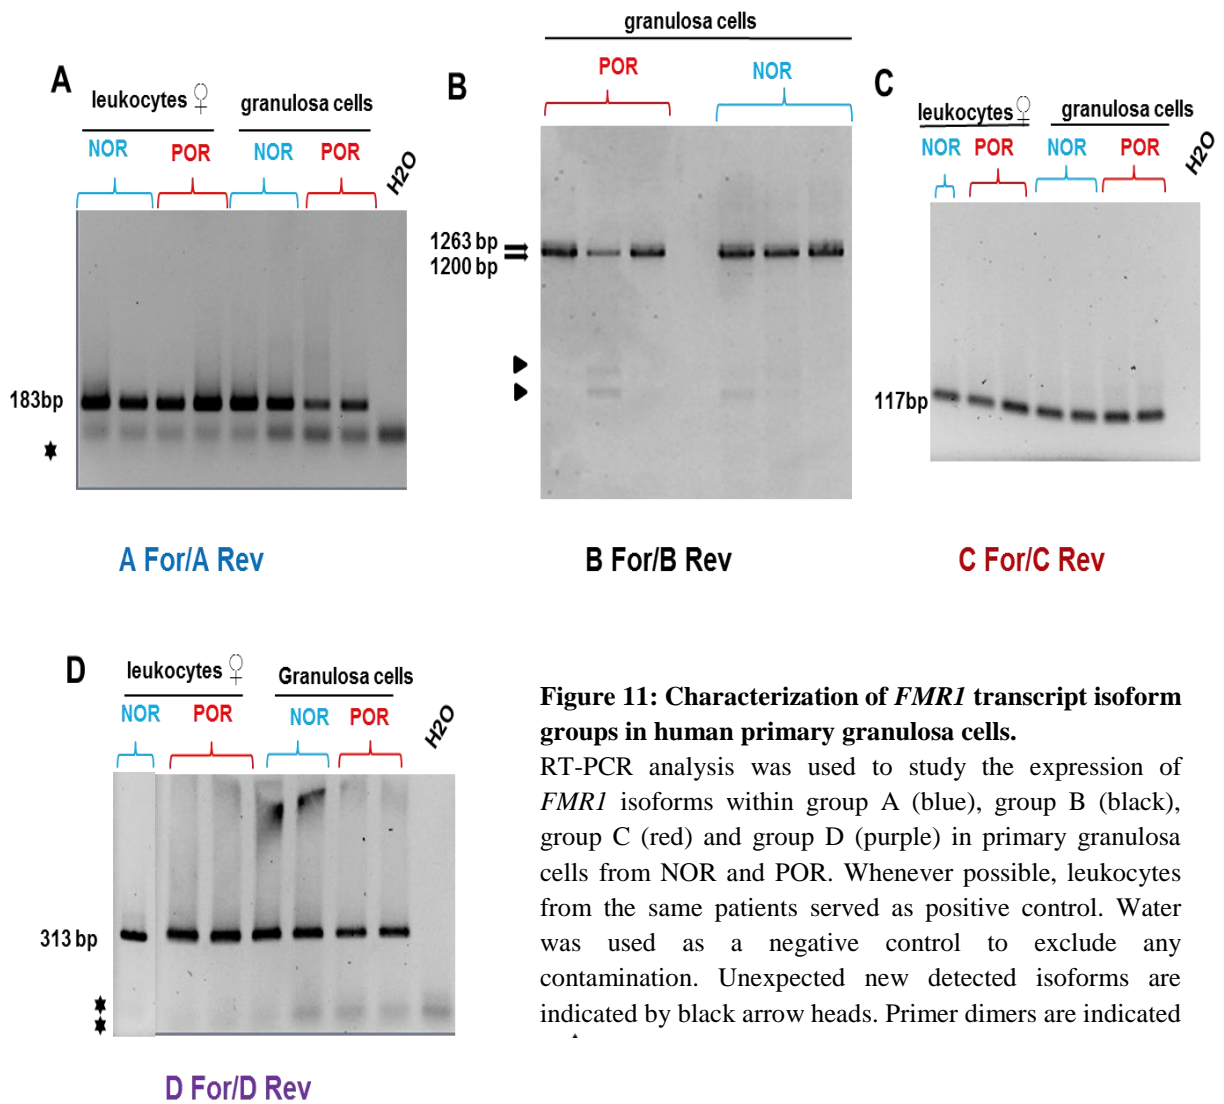 A
leukocytes ♀ granulosa cells
NOR POR NOR POR H2O
183bp
A For/A Rev
B
granulosa cells
POR NOR
1263 bp
1200 bp
B For/B Rev
C
leukocytes ♀ granulosa cells
NOR POR NOR POR H2O
117bp
C For/C Rev
D
leukocytes ♀ Granulosa cells
NOR POR NOR POR H2O
313 bp
D For/D Rev
Figure 11: Characterization of FMR1 transcript isoform
groups in human primary granulosa cells.
RT-PCR analysis was used to study the expression of
FMR1 isoforms within group A (blue), group B (black),
group C (red) and group D (purple) in primary granulosa
cells from NOR and POR. Whenever possible, leukocytes
from the same patients served as positive control. Water
was used as a negative control to exclude any
contamination. Unexpected new detected isoforms are
indicated by black arrow heads. Primer dimers are indicated